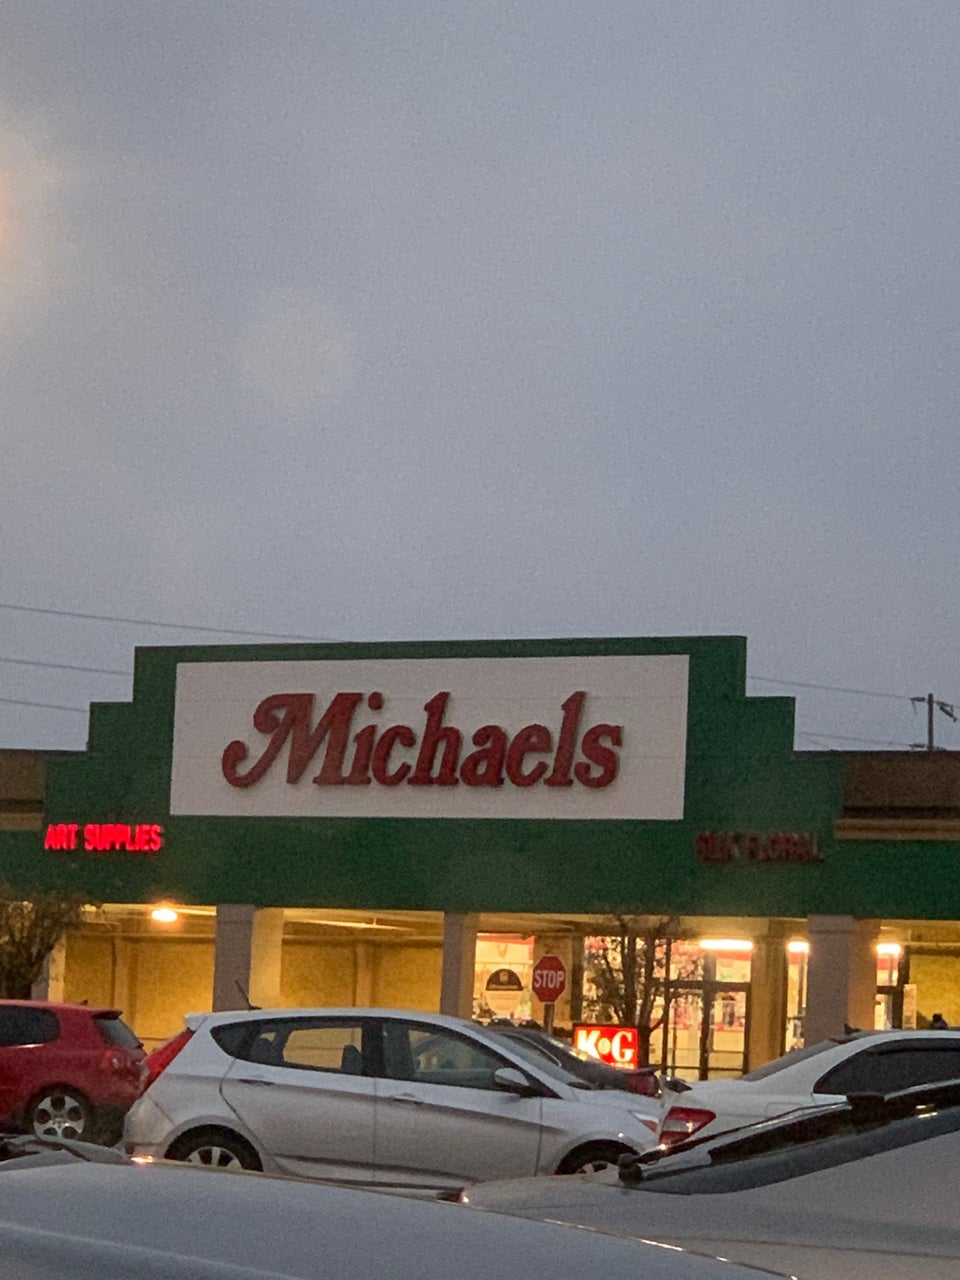 Michaels
ART SUPPLIES
SILK FLORAL
STOP
K&G